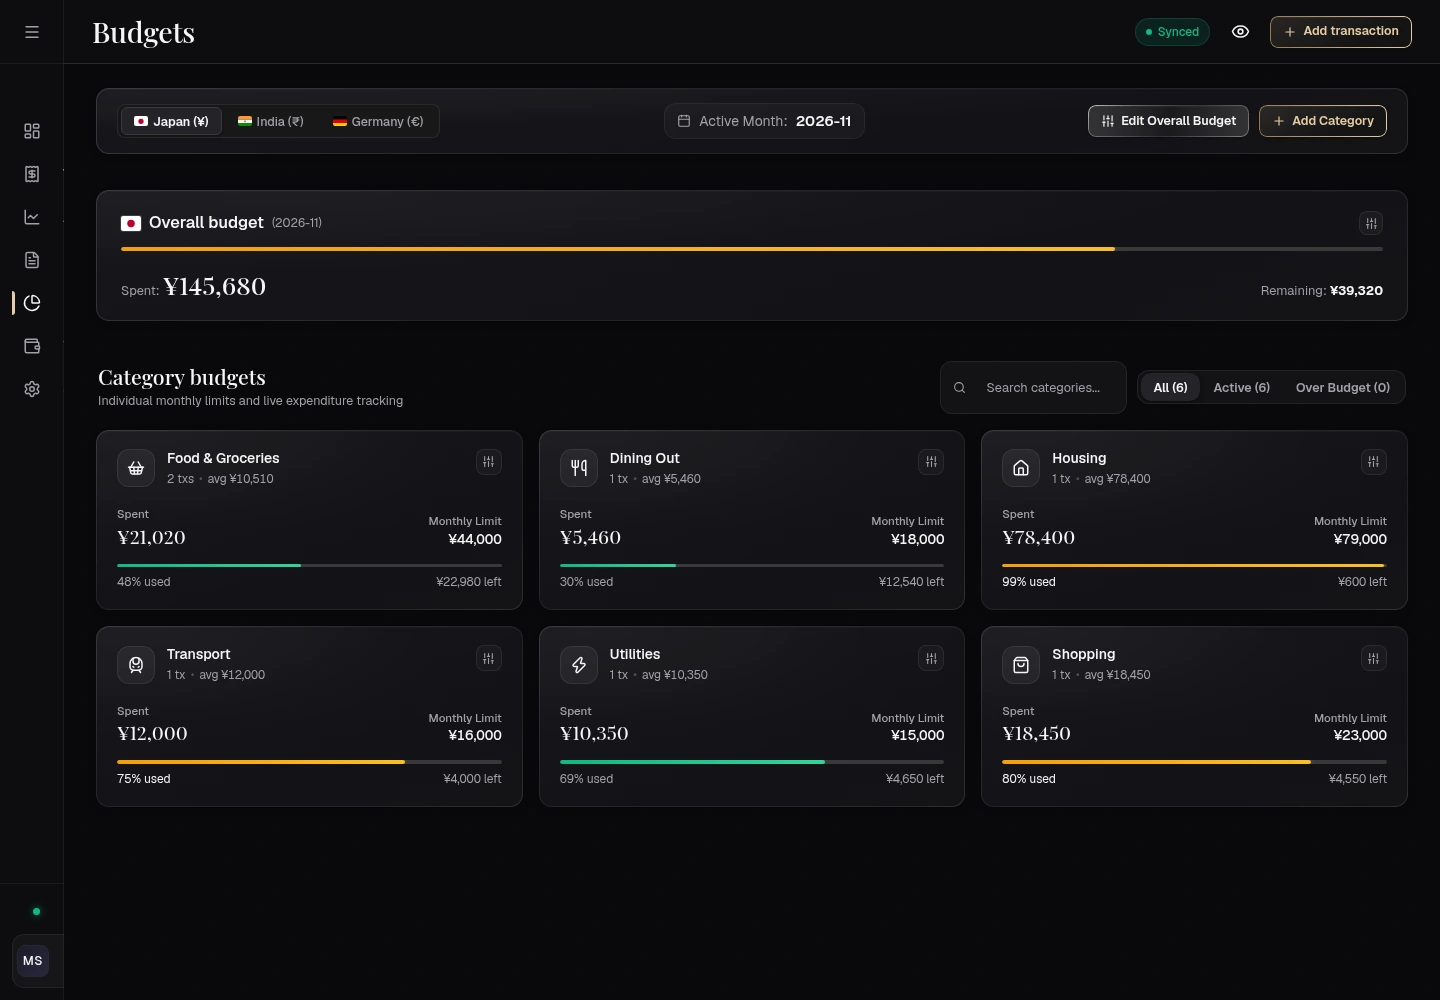 Budgets
Synced
Add transaction
Japan (¥)
India (₹)
Germany (€)
Active Month: 2026-11
Edit Overall Budget
Add Category
Overall budget (2026-11)
Spent: ¥145,680
Remaining: ¥39,320
Category budgets
Individual monthly limits and live expenditure tracking
Search categories...
All (6)
Active (6)
Over Budget (0)
Food & Groceries
2 txs • avg ¥10,510
Spent
¥21,020
Monthly Limit
¥44,000
48% used
¥22,980 left
Dining Out
1 tx • avg ¥5,460
Spent
¥5,460
Monthly Limit
¥18,000
30% used
¥12,540 left
Housing
1 tx • avg ¥78,400
Spent
¥78,400
Monthly Limit
¥79,000
99% used
¥600 left
Transport
1 tx • avg ¥12,000
Spent
¥12,000
Monthly Limit
¥16,000
75% used
¥4,000 left
Utilities
1 tx • avg ¥10,350
Spent
¥10,350
Monthly Limit
¥15,000
69% used
¥4,650 left
Shopping
1 tx • avg ¥18,450
Spent
¥18,450
Monthly Limit
¥23,000
80% used
¥4,550 left
MS